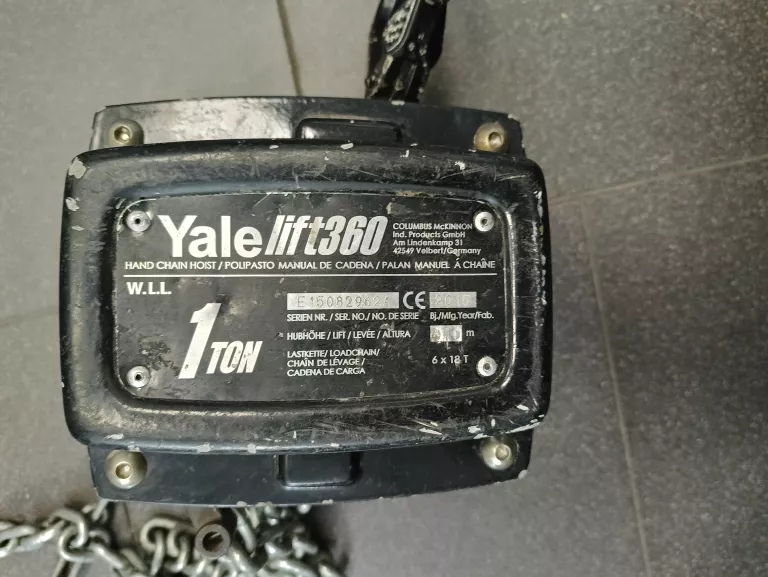 Yale lift360
COLUMBUS McKINNON
Ind. Products GmbH
Am Lindenkamp 31
42549 Velbert/Germany
HAND CHAIN HOIST / POLIPASTO MANUAL DE CADENA / PALAN MANUEL À CHAÎNE
W.L.L.
1 TON
CE
SERIEN NR. / SER. NO./ NO. DE SERIE Bj./Mfg.Year/Fab.
HUBHÖHE / LIFT / LEVÉE / ALTURA m
LASTKETTE/LOADCHAIN/
CHAÎN DE LÈVAGE/ 6 x 18 T
CADENA DE CARGA